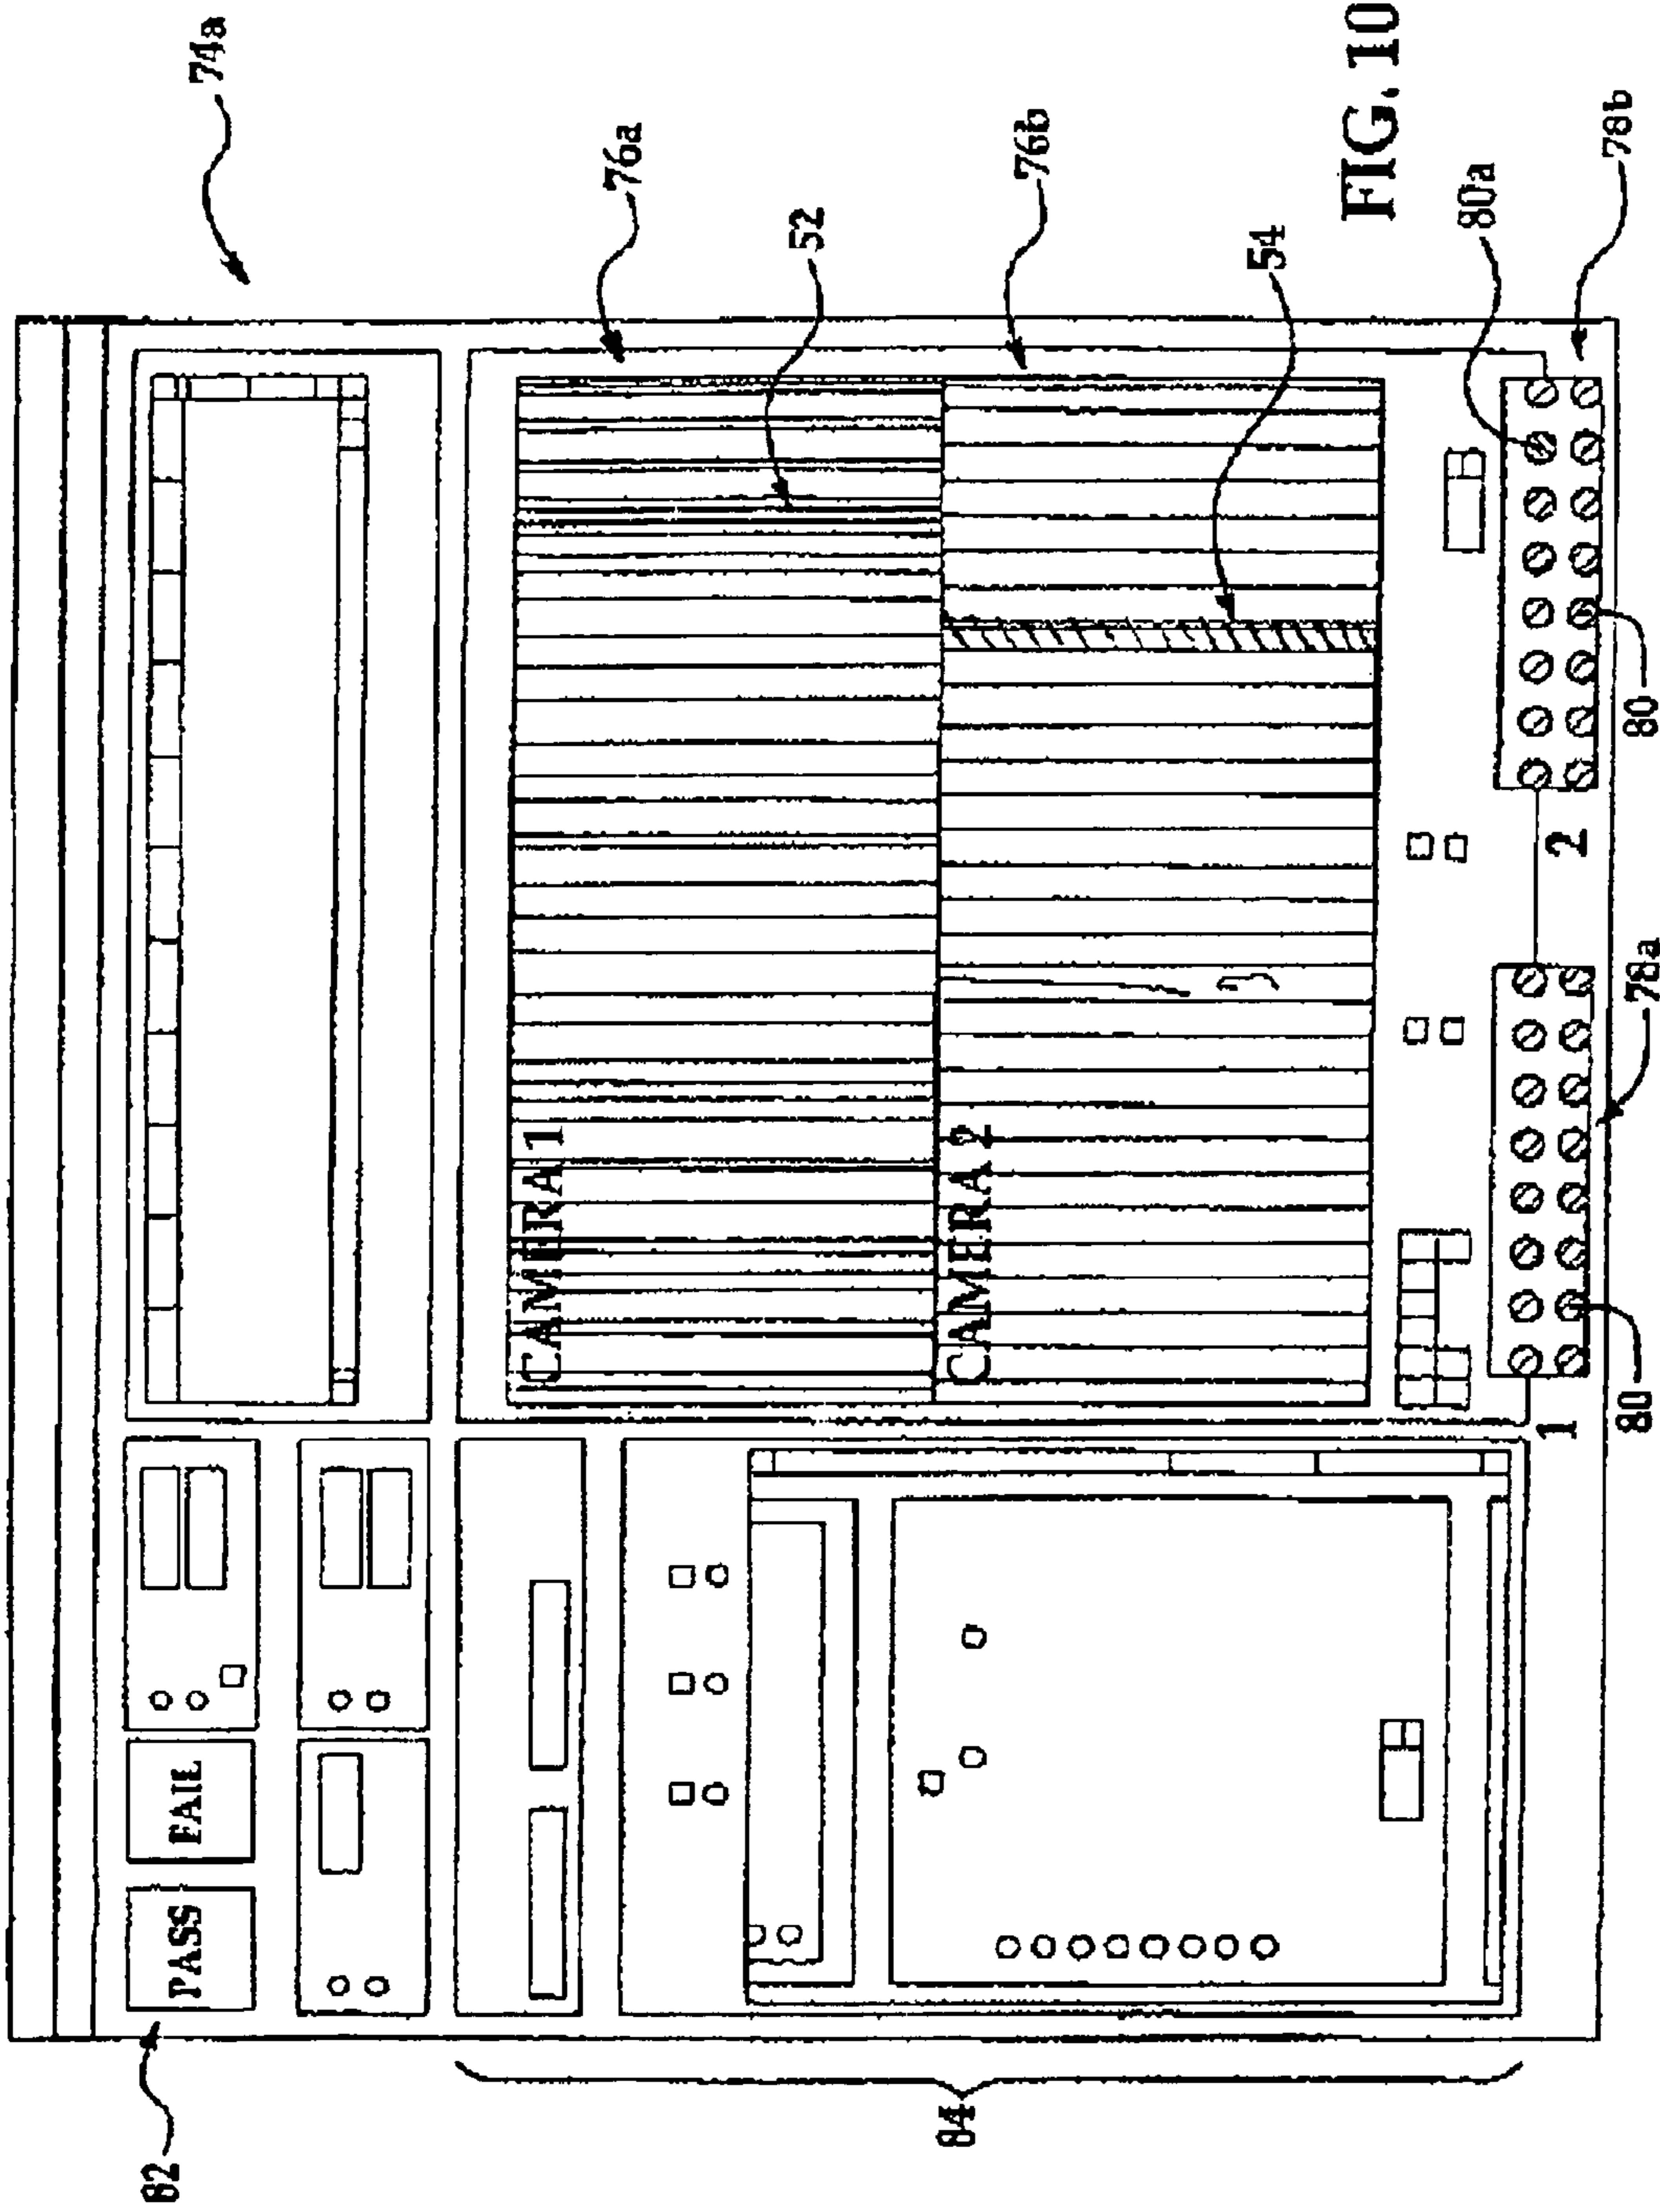 82
PASS
FAIL
74a
84
CAMERA 1
76a
52
CAMERA 2
76b
54
1
80
78a
2
80
80a
78b
FIG. 10